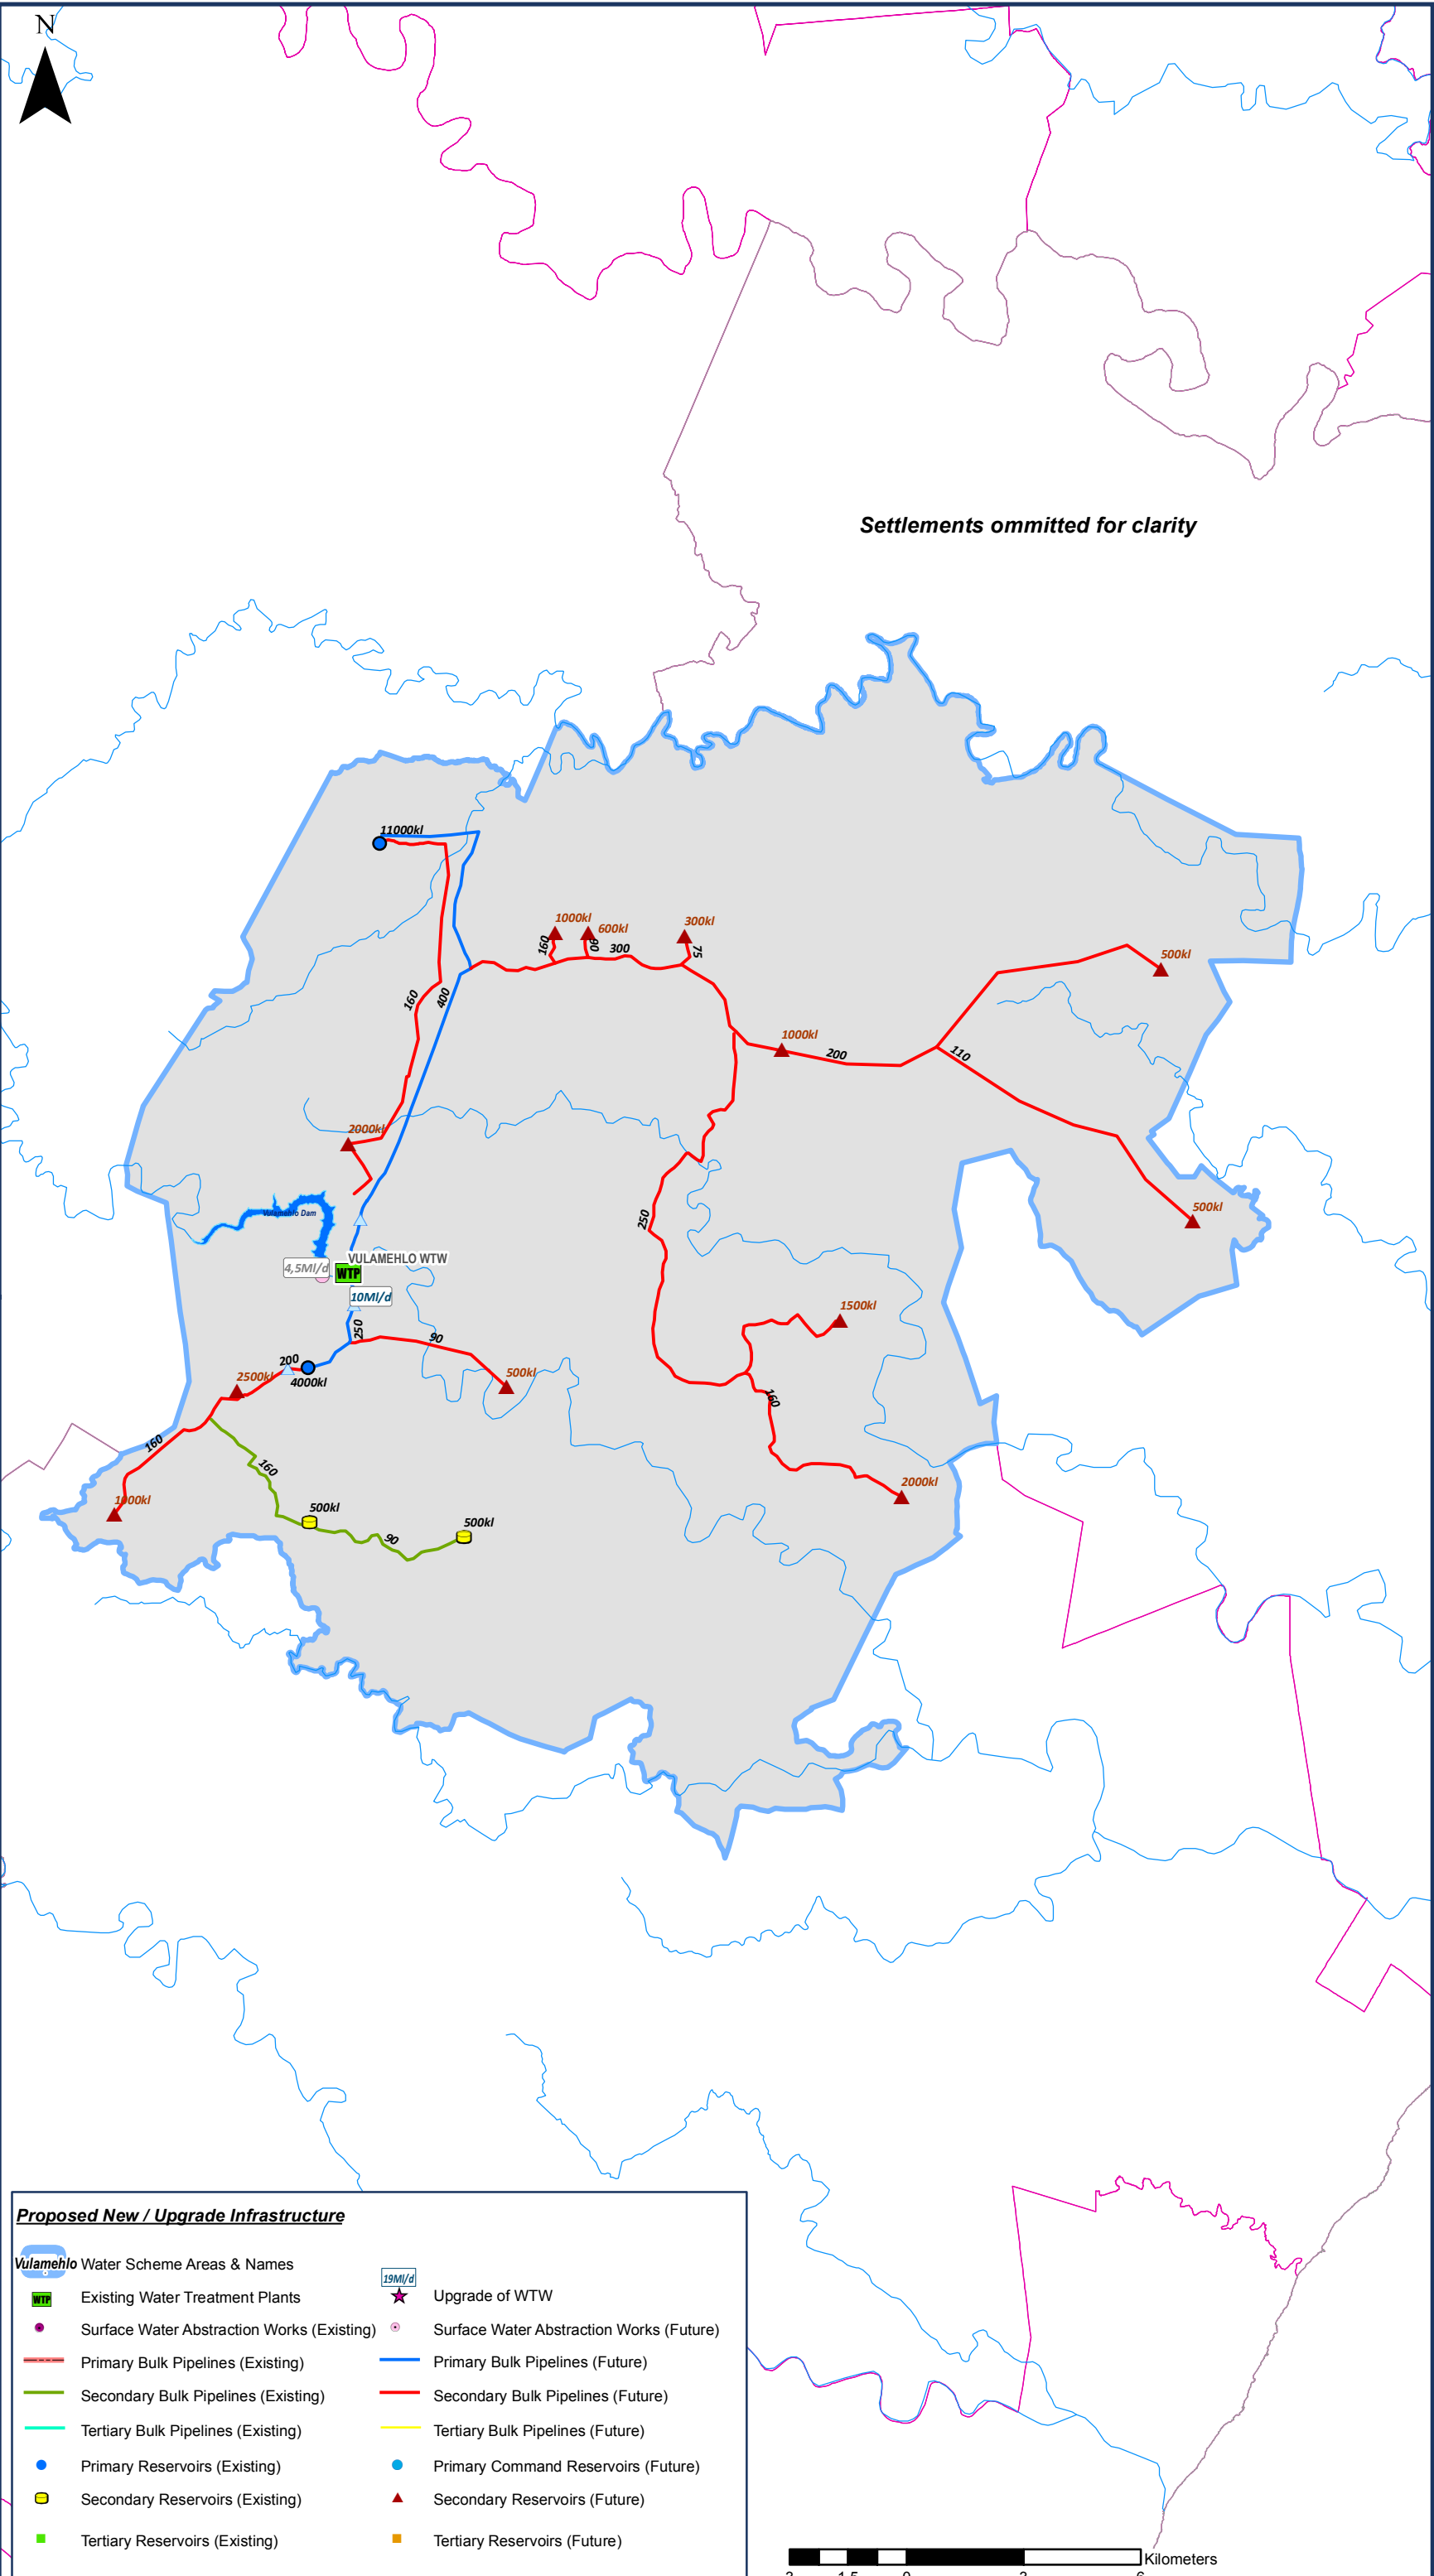 N
Settlements ommitted for clarity
11000kl
1000kl
600kl
300kl
160
90
300
75
500kl
160
400
1000kl
200
110
2000kl
Vulamehlo Dam
250
500kl
VULAMEHLO WTW
4,5Ml/d
WTP
10Ml/d
1500kl
250
90
200
4000kl
2500kl
500kl
160
160
160
2000kl
1000kl
500kl
500kl
90
Proposed New / Upgrade Infrastructure
Vulamehlo Water Scheme Areas & Names
19Ml/d
WTP Existing Water Treatment Plants
Upgrade of WTW
Surface Water Abstraction Works (Existing)
Surface Water Abstraction Works (Future)
Primary Bulk Pipelines (Existing)
Primary Bulk Pipelines (Future)
Secondary Bulk Pipelines (Existing)
Secondary Bulk Pipelines (Future)
Tertiary Bulk Pipelines (Existing)
Tertiary Bulk Pipelines (Future)
Primary Reservoirs (Existing)
Primary Command Reservoirs (Future)
Secondary Reservoirs (Existing)
Secondary Reservoirs (Future)
Tertiary Reservoirs (Existing)
Tertiary Reservoirs (Future)
Kilometers
3 1,5 0 3 6